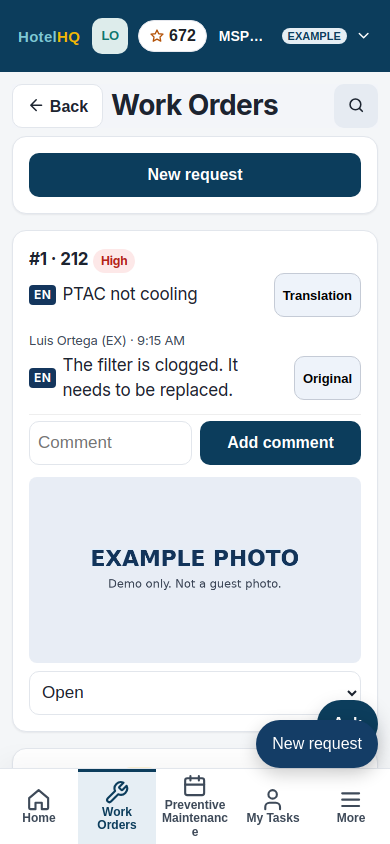 HotelHQ LO 672 MSP… EXAMPLE
Back Work Orders
New request
#1 · 212 High
EN PTAC not cooling Translation
Luis Ortega (EX) · 9:15 AM
EN The filter is clogged. It
needs to be replaced. Original
Comment Add comment
EXAMPLE PHOTO
Demo only. Not a guest photo.
Open
New request
Home
Work
Orders
Preventive
Maintenanc
e
My Tasks
More